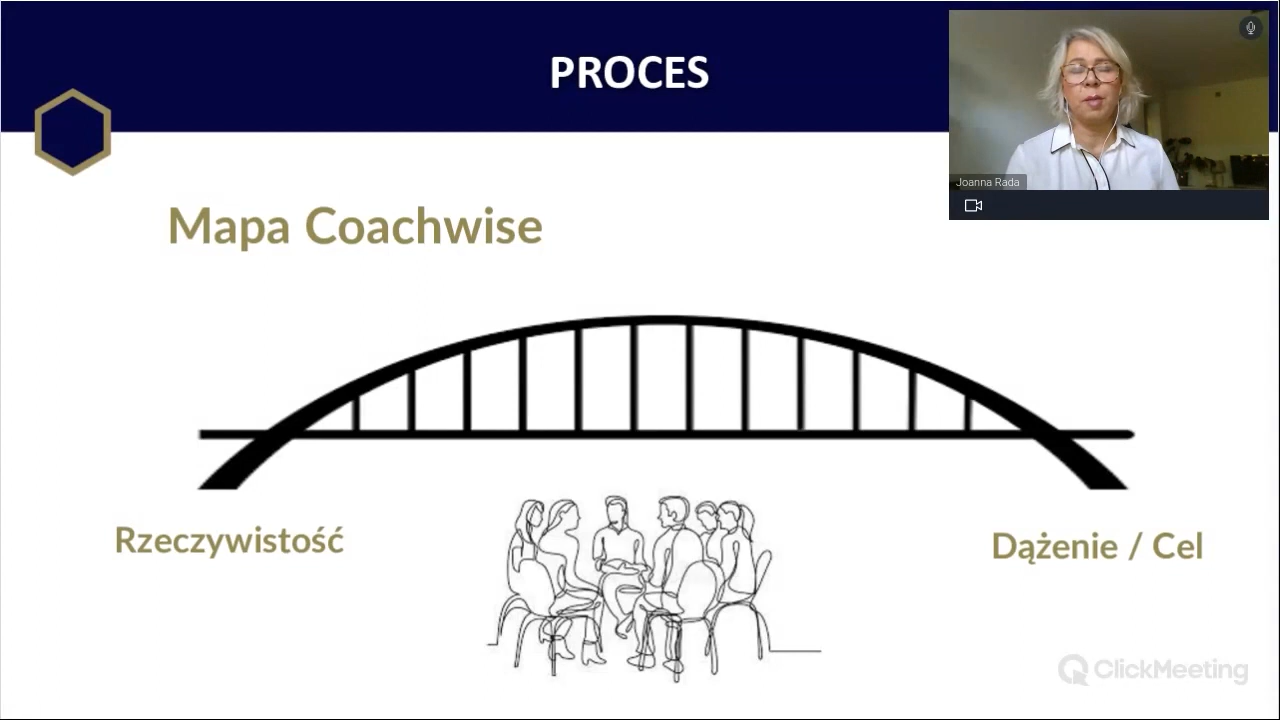 PROCES
Joanna Rada
Mapa Coachwise
Rzeczywistość
Dążenie / Cel
ClickMeeting